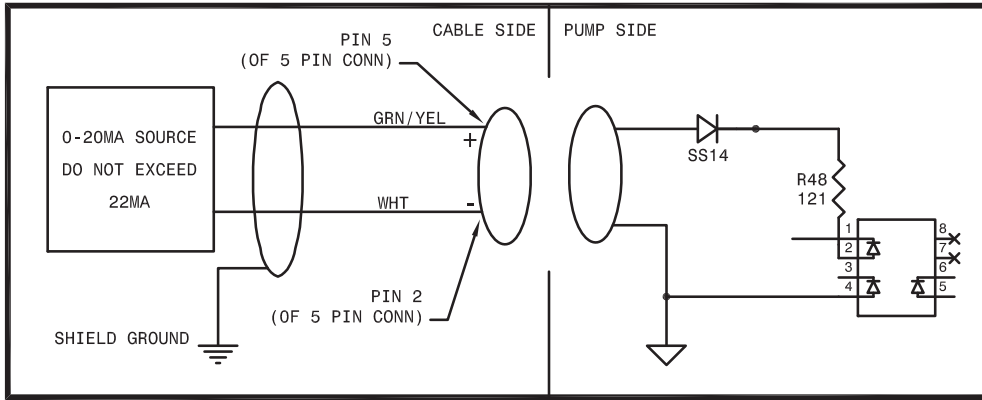 CABLE SIDE
PUMP SIDE
PIN 5
(OF 5 PIN CONN)
0-20MA SOURCE
DO NOT EXCEED
22MA
GRN/YEL
+
WHT
-
PIN 2
(OF 5 PIN CONN)
SHIELD GROUND
SS14
R48
121
1
2
3
4
8
7
6
5